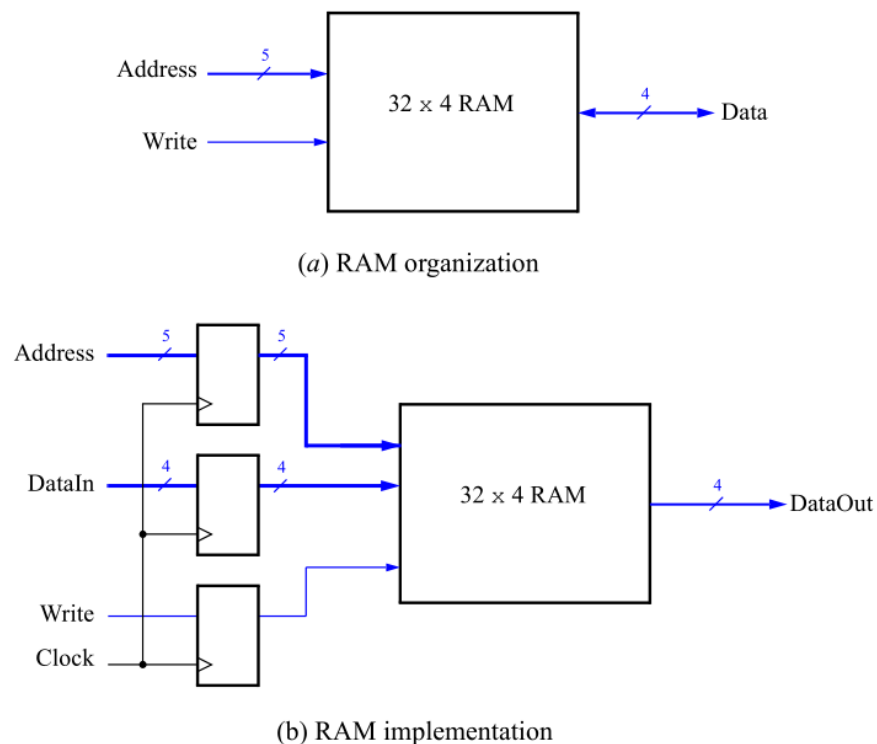 5
Address
32 x 4 RAM
4
Data
Write
(a) RAM organization
Address
5
5
DataIn
4
4
32 x 4 RAM
4
DataOut
Write
Clock
(b) RAM implementation